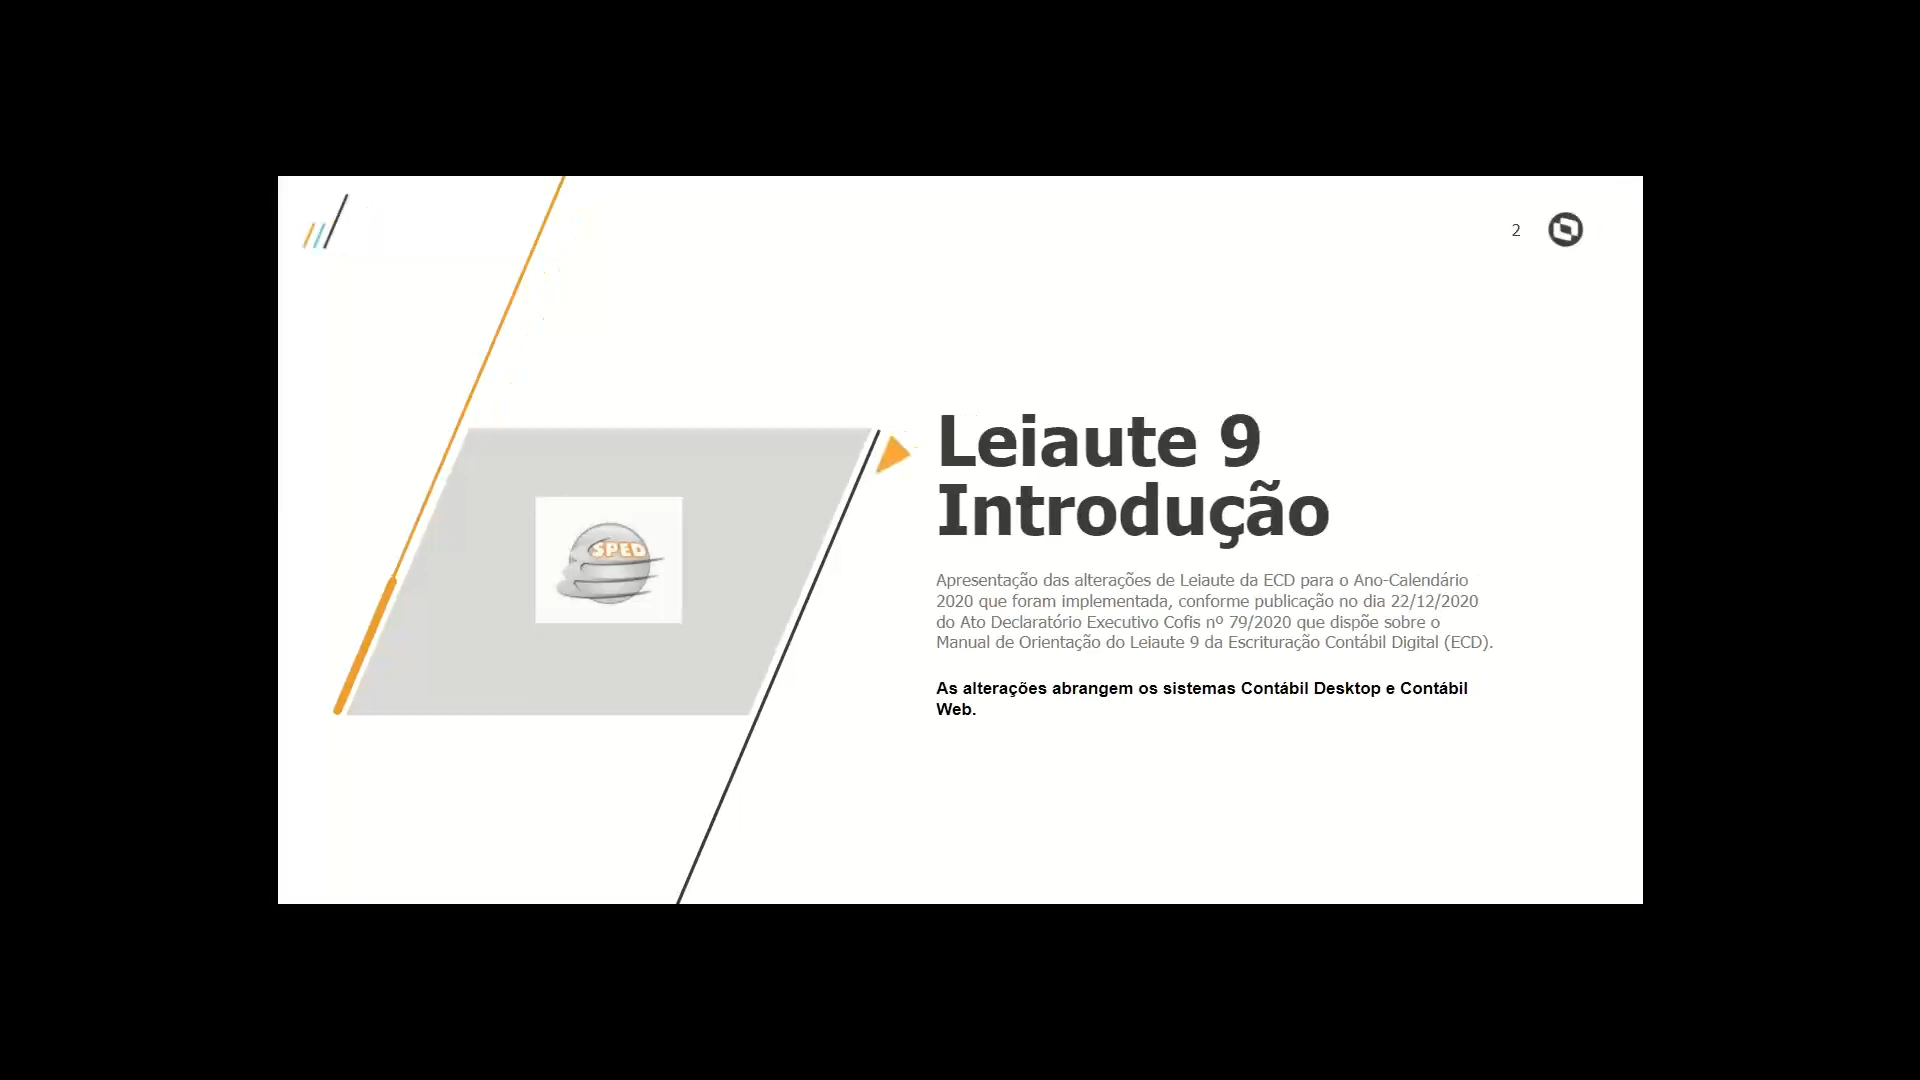 2
SPED
Leiaute 9
Introdução
Apresentação das alterações de Leiaute da ECD para o Ano-Calendário
2020 que foram implementada, conforme publicação no dia 22/12/2020
do Ato Declaratório Executivo Cofis nº 79/2020 que dispõe sobre o
Manual de Orientação do Leiaute 9 da Escrituração Contábil Digital (ECD).
As alterações abrangem os sistemas Contábil Desktop e Contábil
Web.